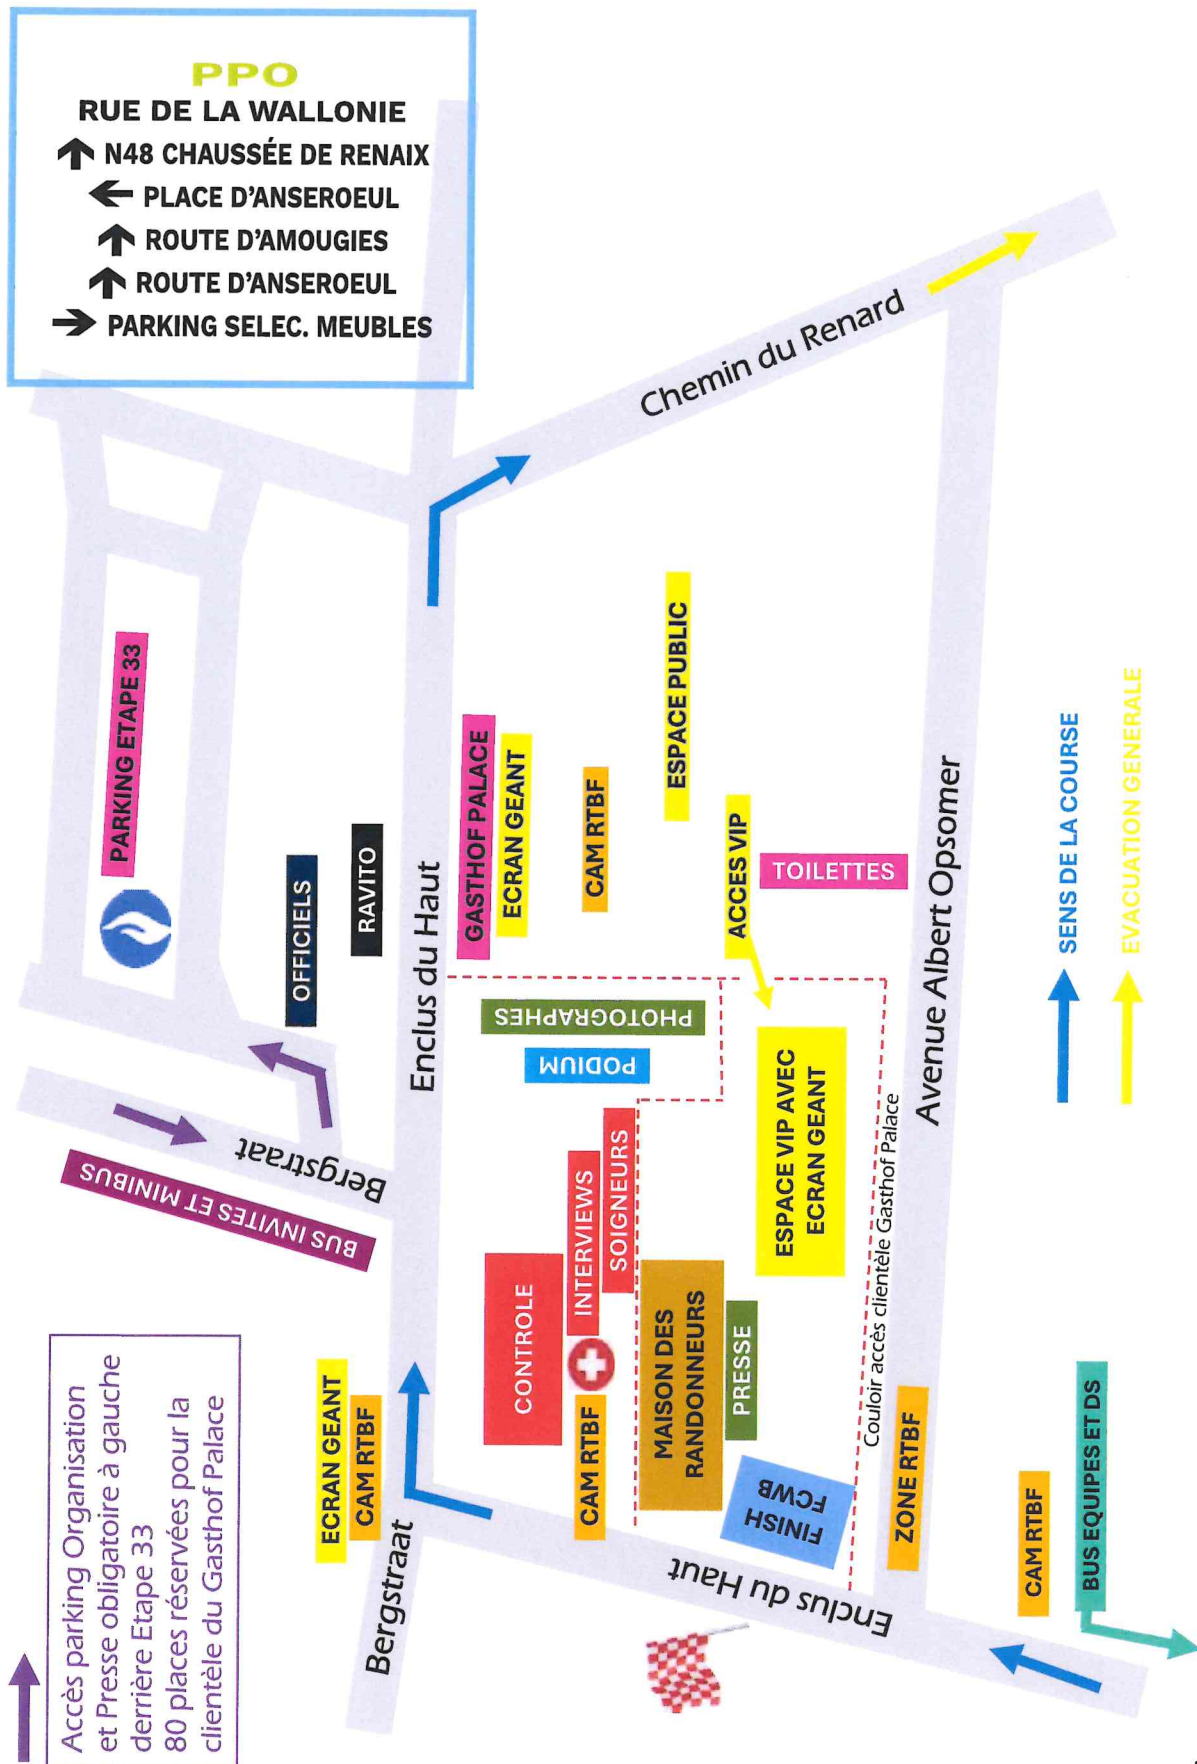 PPO
RUE DE LA WALLONIE
N48 CHAUSSÉE DE RENAIX
PLACE D'ANSEROEUL
ROUTE D'AMOUGIES
ROUTE D'ANSEROEUL
PARKING SELEC. MEUBLES
Accès parking Organisation
et Presse obligatoire à gauche
derrière Etape 33
80 places réservées pour la
clientèle du Gasthof Palace
BUS INVITES ET MINIBUS
Bergstraat
PARKING ETAPE 33
OFFICIELS
RAVITO
ECRAN GEANT
CAM RTBF
Bergstraat
Enclus du Haut
GASTHOF PALACE
ECRAN GEANT
CAM RTBF
ESPACE PUBLIC
Chemin du Renard
CONTROLE
INTERVIEWS
SOIGNEURS
PHOTOGRAPHES
PODIUM
CAM RTBF
MAISON DES
RANDONNEURS
PRESSE
FINISH
FCWB
Enclus du Haut
ACCES VIP
TOILETTES
ESPACE VIP AVEC
ECRAN GEANT
Couloir accès clientèle Gasthof Palace
ZONE RTBF
Avenue Albert Opsomer
CAM RTBF
BUS EQUIPES ET DS
SENS DE LA COURSE
EVACUATION GENERALE